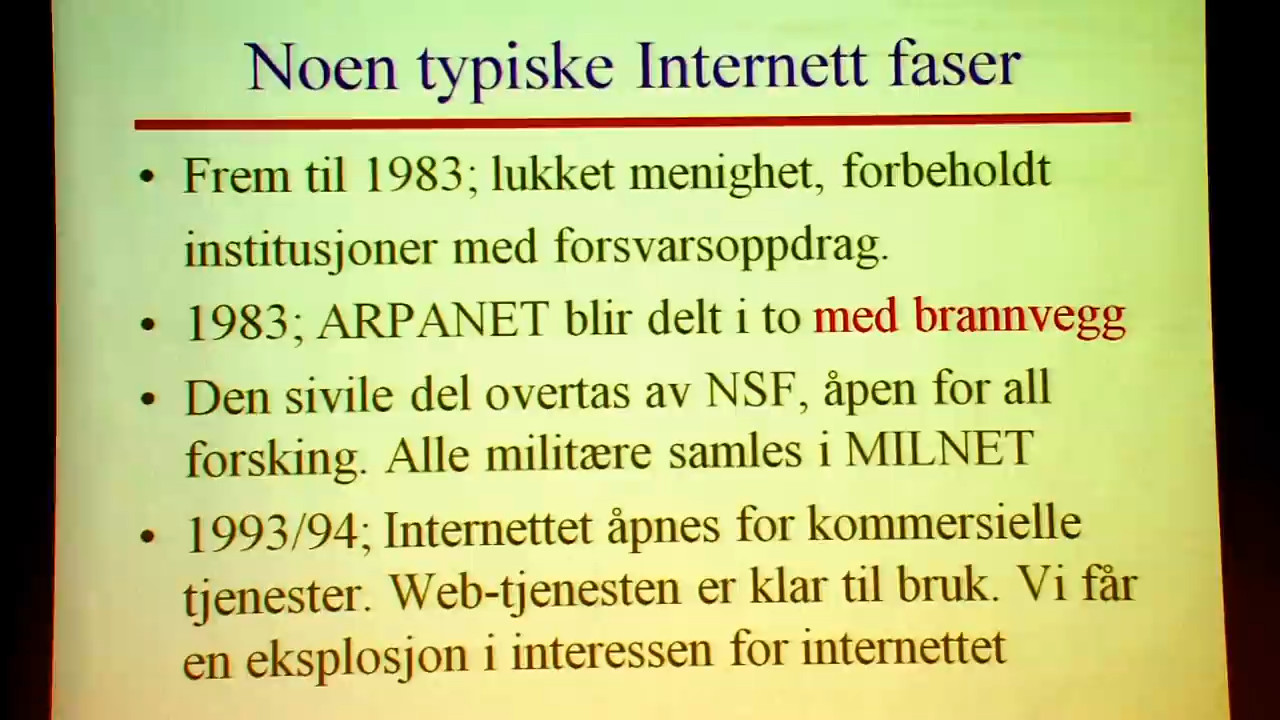 Noen typiske Internett faser
• Frem til 1983; lukket menighet, forbeholdt
institusjoner med forsvarsoppdrag.
• 1983; ARPANET blir delt i to med brannvegg
• Den sivile del overtas av NSF, åpen for all
forsking. Alle militære samles i MILNET
• 1993/94; Internettet åpnes for kommersielle
tjenester. Web-tjenesten er klar til bruk. Vi får
en eksplosjon i interessen for internettet